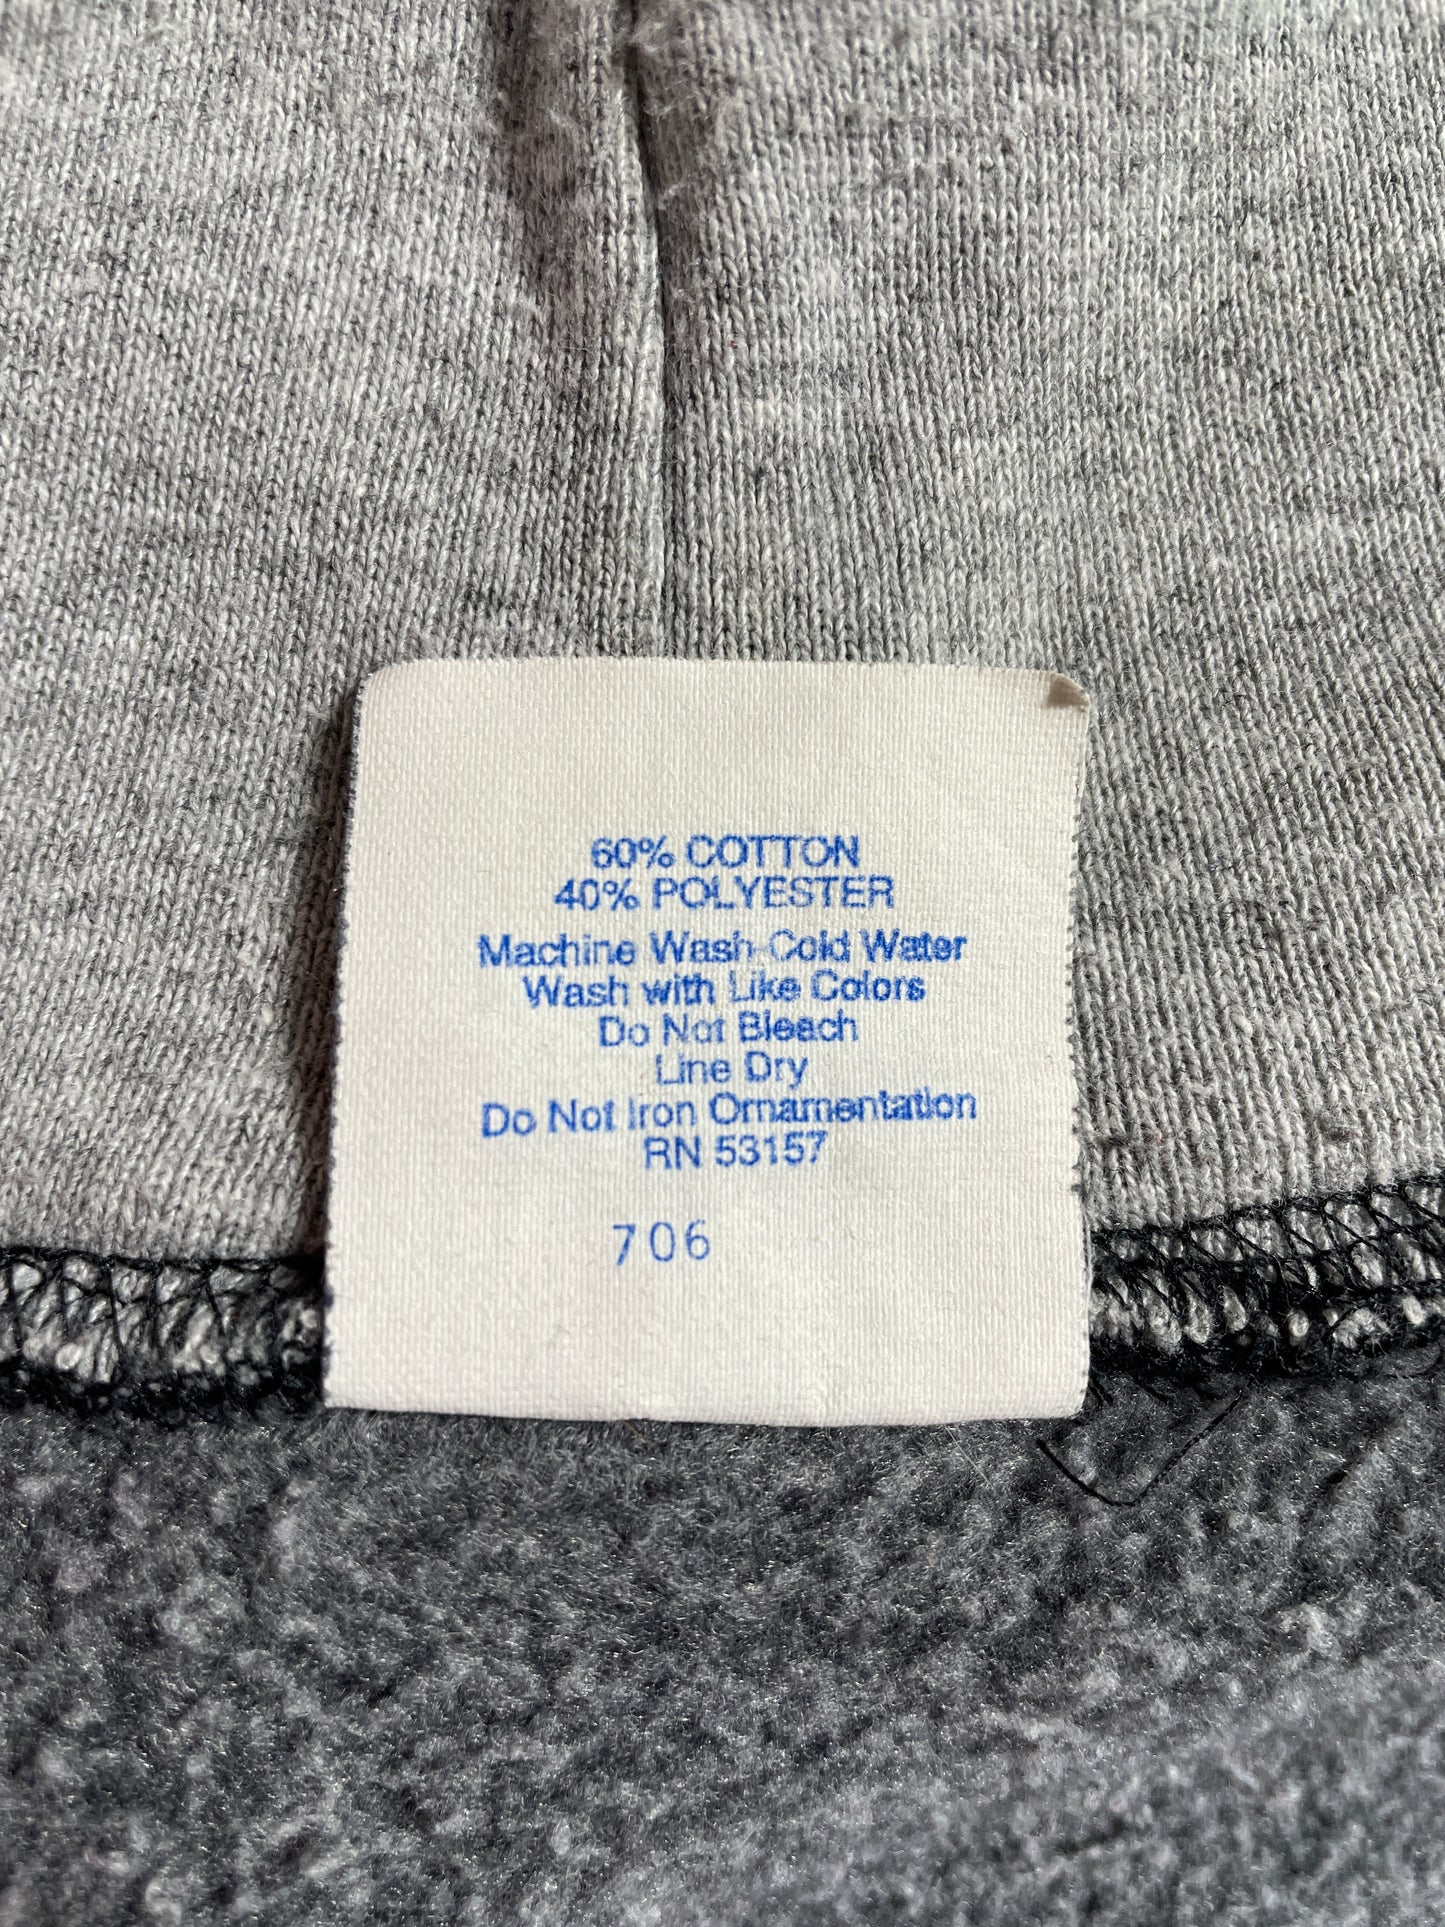 60% COTTON
40% POLYESTER
Machine Wash-Cold Water
Wash with Like Colors
Do Not Bleach
Line Dry
Do Not Iron Ornamentation
RN 53157
706